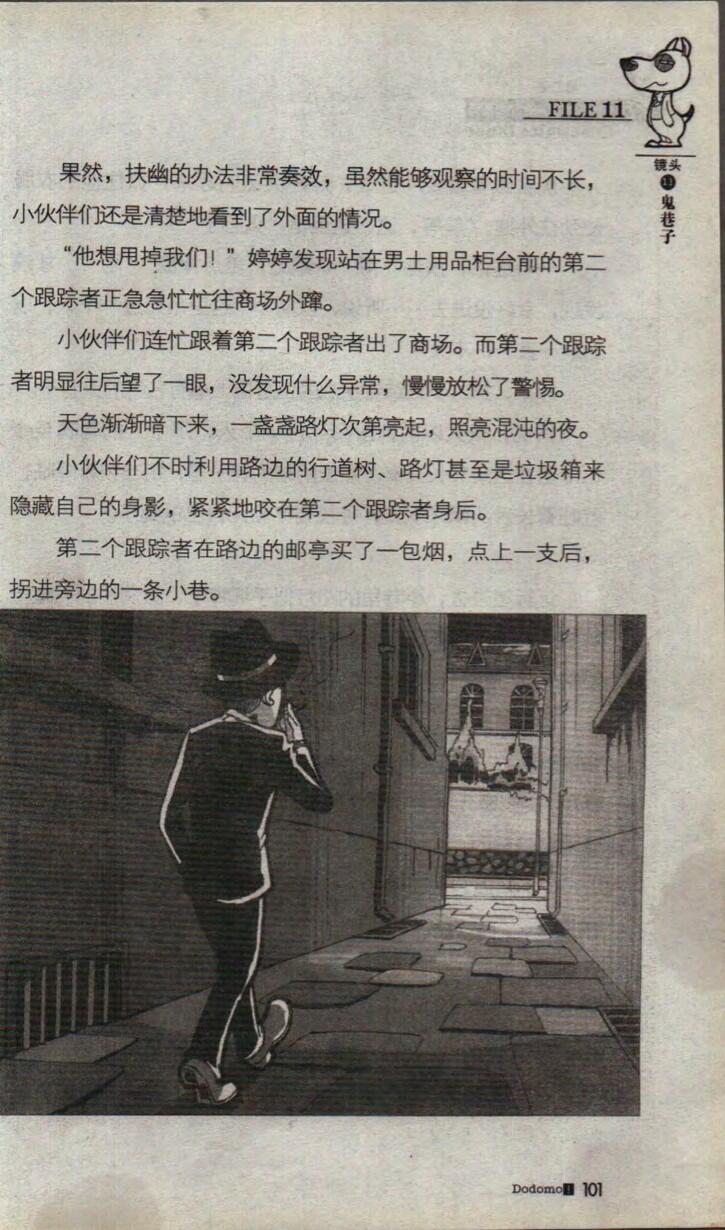 FILE 11
镜头
11
鬼巷子
果然，扶幽的办法非常奏效，虽然能够观察的时间不长，
小伙伴们还是清楚地看到了外面的情况。
“他想甩掉我们！”婷婷发现站在男士用品柜台前的第二
个跟踪者正急急忙忙往商场外蹿。
小伙伴们连忙跟着第二个跟踪者出了商场。而第二个跟踪
者明显往后望了一眼，没发现什么异常，慢慢放松了警惕。
天色渐渐暗下来，一盏盏路灯次第亮起，照亮混沌的夜。
小伙伴们不时利用路边的行道树、路灯甚至是垃圾箱来
隐藏自己的身影，紧紧地咬在第二个跟踪者身后。
第二个跟踪者在路边的邮亭买了一包烟，点上一支后，
拐进旁边的一条小巷。
Dodomo! 101